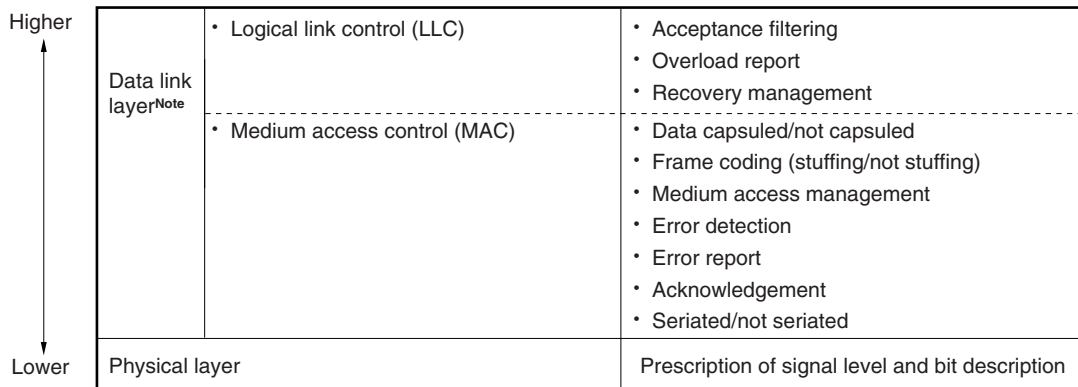 Higher
Data link
layerNote
• Logical link control (LLC)
• Acceptance filtering
• Overload report
• Recovery management
• Medium access control (MAC)
• Data capsuled/not capsuled
• Frame coding (stuffing/not stuffing)
• Medium access management
• Error detection
• Error report
• Acknowledgement
• Seriated/not seriated
Lower
Physical layer
Prescription of signal level and bit description